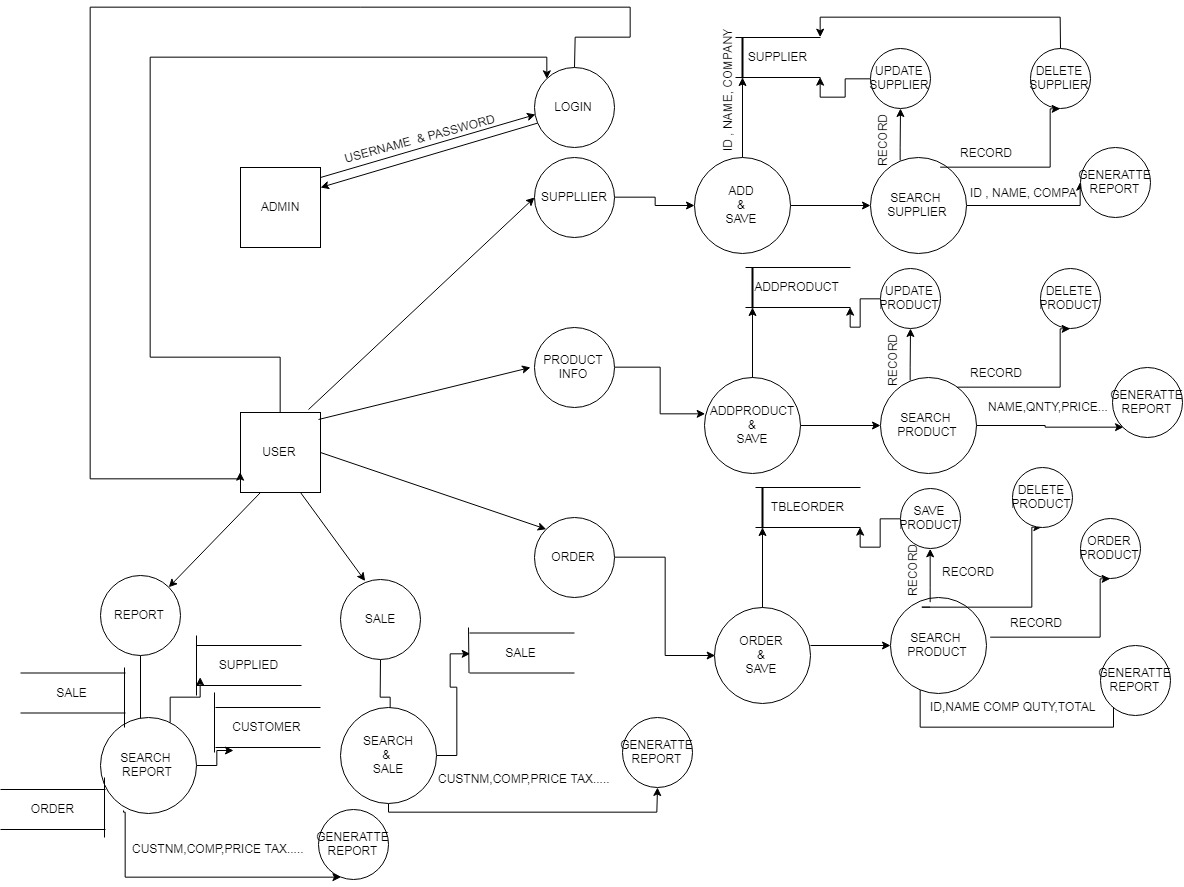 ID , NAME, COMPANY
SUPPLIER
UPDATE
SUPPLIER
DELETE
SUPPLIER
LOGIN
USERNAME & PASSWORD
RECORD
RECORD
ADMIN
SUPPLLIER
ADD
&
SAVE
SEARCH
SUPPLIER
ID , NAME, COMPA
GENERATTE
REPORT
ADDPRODUCT
UPDATE
PRODUCT
DELETE
PRODUCT
RECORD
RECORD
PRODUCT
INFO
ADDPRODUCT
&
SAVE
SEARCH
PRODUCT
NAME,QNTY,PRICE...
GENERATTE
REPORT
USER
TBLEORDER
SAVE
PRODUCT
DELETE
PRODUCT
ORDER
PRODUCT
RECORD
RECORD
RECORD
ORDER
ORDER
&
SAVE
SEARCH
PRODUCT
GENERATTE
REPORT
ID,NAME COMP QUTY,TOTAL
REPORT
SALE
SUPPLIED
SALE
SALE
CUSTOMER
SEARCH
REPORT
SEARCH
&
SALE
GENERATTE
REPORT
CUSTNM,COMP,PRICE TAX.....
ORDER
CUSTNM,COMP,PRICE TAX.....
GENERATTE
REPORT